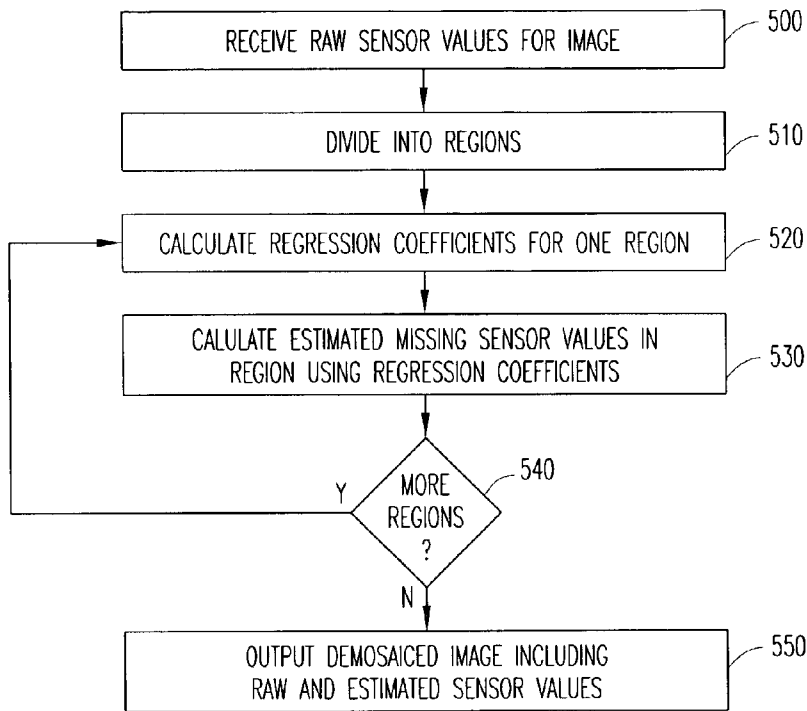 RECEIVE RAW SENSOR VALUES FOR IMAGE
500
DIVIDE INTO REGIONS
510
CALCULATE REGRESSION COEFFICIENTS FOR ONE REGION
520
CALULATE ESTIMATED MISSING SENSOR VALUES IN
REGION USING REGRESSION COEFFICIENTS
530
540
Y
MORE
REGIONS
?
N
OUTPUT DEMOSAICED IMAGE INCLUDING
RAW AND ESTIMATED SENSOR VALUES
550